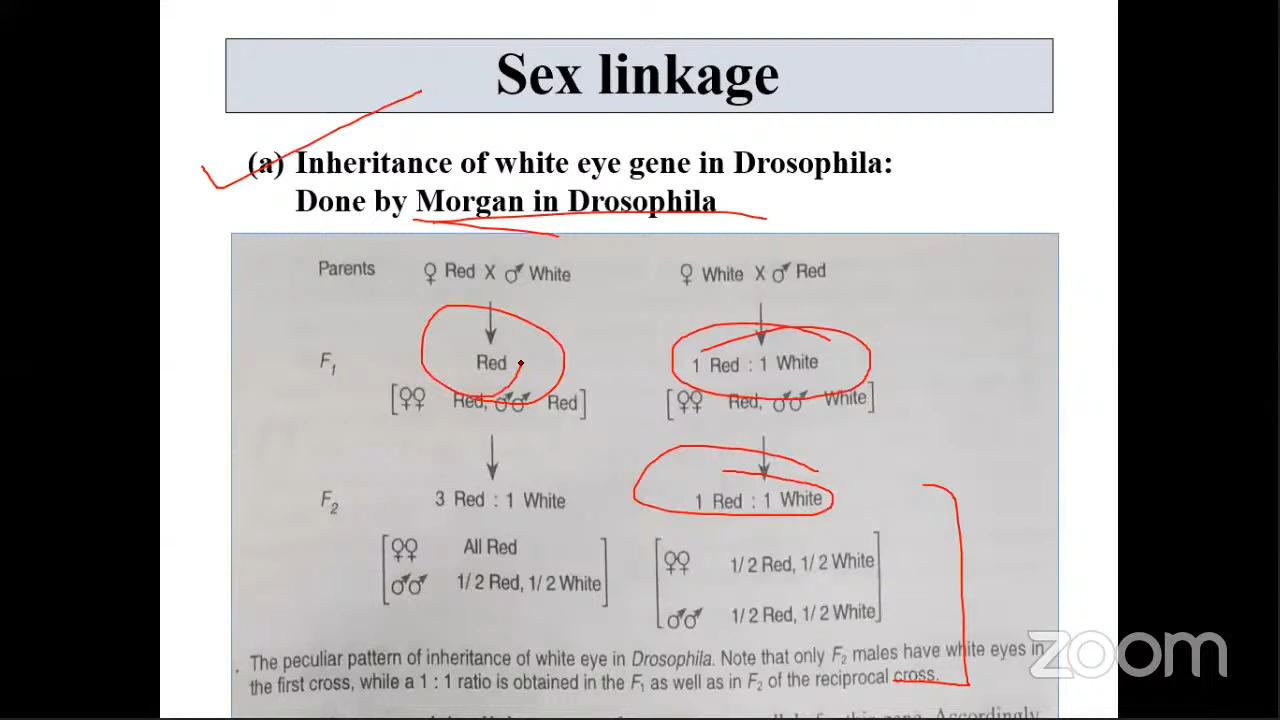 Sex linkage
(a) Inheritance of white eye gene in Drosophila:
Done by Morgan in Drosophila
Parents ♀ Red X ♂ White ♀ White X ♂ Red
F1 Red 1 Red : 1 White
[♀♀ Red, ♂♂ Red] [♀♀ Red, ♂♂ White]
F2 3 Red : 1 White 1 Red : 1 White
♀♀ All Red ♀♀ 1/2 Red, 1/2 White
♂♂ 1/2 Red, 1/2 White ♂♂ 1/2 Red, 1/2 White
The peculiar pattern of inheritance of white eye in Drosophila. Note that only F2 males have white eyes in
the first cross, while a 1 : 1 ratio is obtained in the F1 as well as in F2 of the reciprocal cross.
zoom